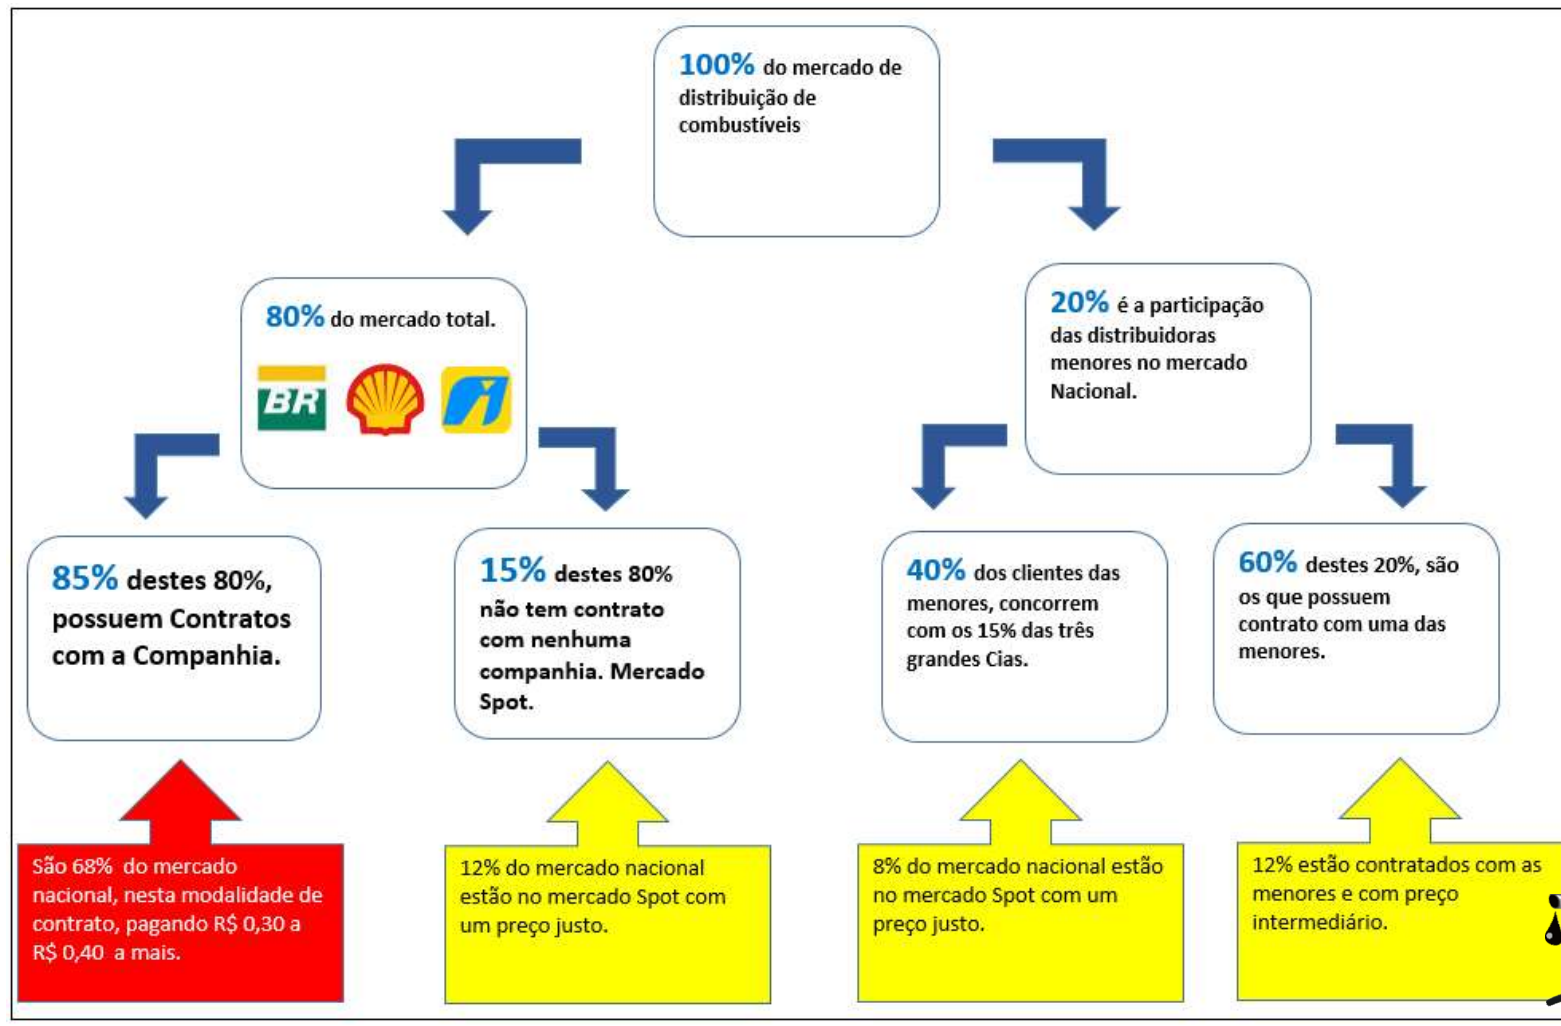 100% do mercado de
distribuição de
combustíveis
80% do mercado total.
BR
20% é a participação
das distribuidoras
menores no mercado
Nacional.
85% destes 80%,
possuem Contratos
com a Companhia.
15% destes 80%
não tem contrato
com nenhuma
companhia. Mercado
Spot.
40% dos clientes das
menores, concorrem
com os 15% das três
grandes Cias.
60% destes 20%, são
os que possuem
contrato com uma das
menores.
São 68% do mercado
nacional, nesta modalidade de
contrato, pagando R$ 0,30 a
R$ 0,40 a mais.
12% do mercado nacional
estão no mercado Spot com
um preço justo.
8% do mercado nacional estão
no mercado Spot com um
preço justo.
12% estão contratados com as
menores e com preço
intermediário.